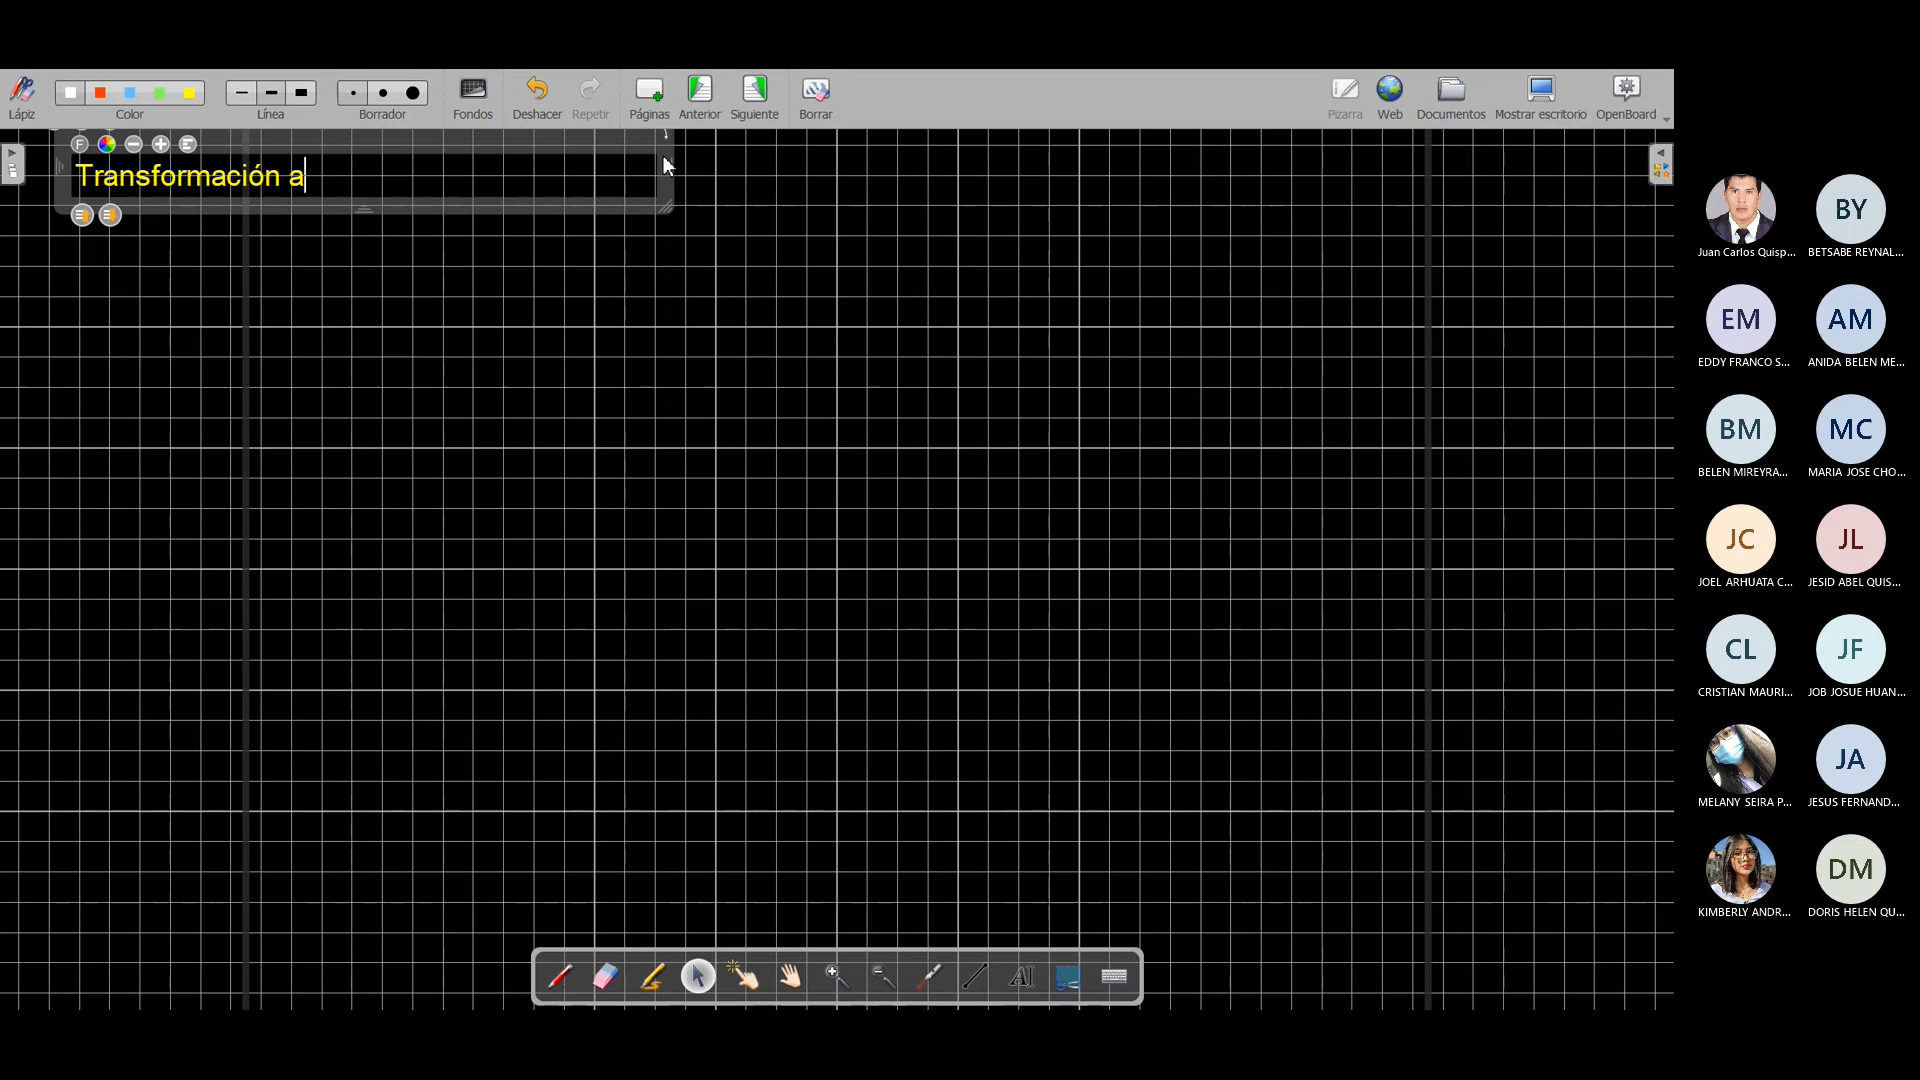 Lápiz Color Línea Borrador Fondos Deshacer Repetir Páginas Anterior Siguiente Borrar Pizarra Web Documentos Mostrar escritorio OpenBoard
F
Transformación a
BY
Juan Carlos Quisp... BETSABE REYNAL...
EM AM
EDDY FRANCO S... ANIDA BELEN ME...
BM MC
BELEN MIREYRA... MARIA JOSE CHO...
JC JL
JOEL ARHUATA C... JESID ABEL QUIS...
CL JF
CRISTIAN MAURI... JOB JOSUE HUAN...
JA
MELANY SEIRA P... JESUS FERNAND...
DM
KIMBERLY ANDR... DORIS HELEN QU...
AI